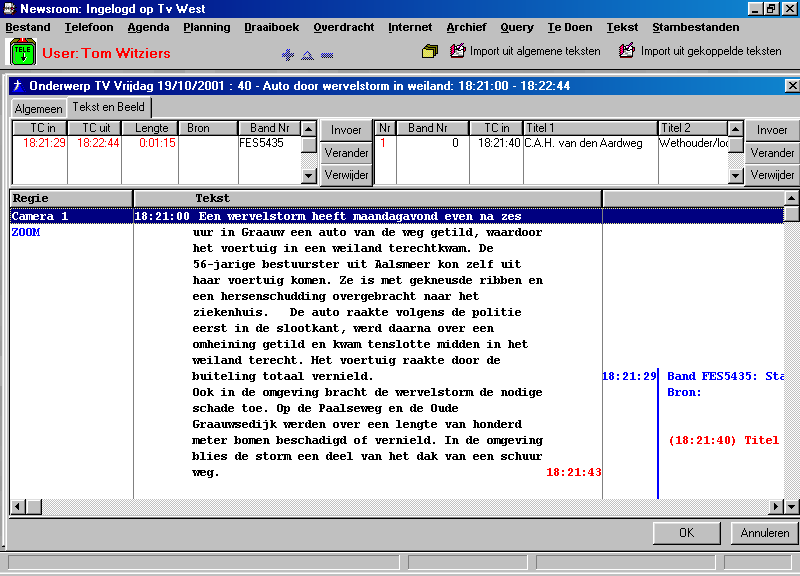 Newsroom: Ingelogd op Tv West
Bestand Telefoon Agenda Planning Draaiboek Overdracht Internet Archief Query Te Doen Tekst Stambestanden
TELE User: Tom Witziers Import uit algemene teksten Import uit gekoppelde teksten
Onderwerp TV Vrijdag 19/10/2001 : 40 - Auto door wervelstorm in weiland: 18:21:00 - 18:22:44
Algemeen Tekst en Beeld
TC in TC uit Lengte Bron Band Nr Invoer Nr Band Nr TC in Titel 1 Titel 2 Invoer
18:21:29 18:22:44 0:01:15 FES5435 1 0 18:21:40 C.A.H. van den Aardweg Wethouder/loc
Verander Verander
Verwijder Verwijder
Regie Tekst
Camera 1 18:21:00 Een wervelstorm heeft maandagavond even na zes
ZOOM uur in Graauw een auto van de weg getild, waardoor
het voertuig in een weiland terechtkwam. De
56-jarige bestuurster uit Aalsmeer kon zelf uit
haar voertuig komen. Ze is met gekneusde ribben en
een hersenschudding overgebracht naar het
ziekenhuis. De auto raakte volgens de politie
eerst in de slootkant, werd daarna over een
omheining getild en kwam tenslotte midden in het
weiland terecht. Het voertuig raakte door de
buiteling totaal vernield. 18:21:29 Band FES5435: Sta
Ook in de omgeving bracht de wervelstorm de nodige Bron:
schade toe. Op de Paalseweg en de Oude
Graauwsedijk werden over een lengte van honderd
meter bomen beschadigd of vernield. In de omgeving (18:21:40) Titel
blies de storm een deel van het dak van een schuur
weg. 18:21:43
OK Annuleren